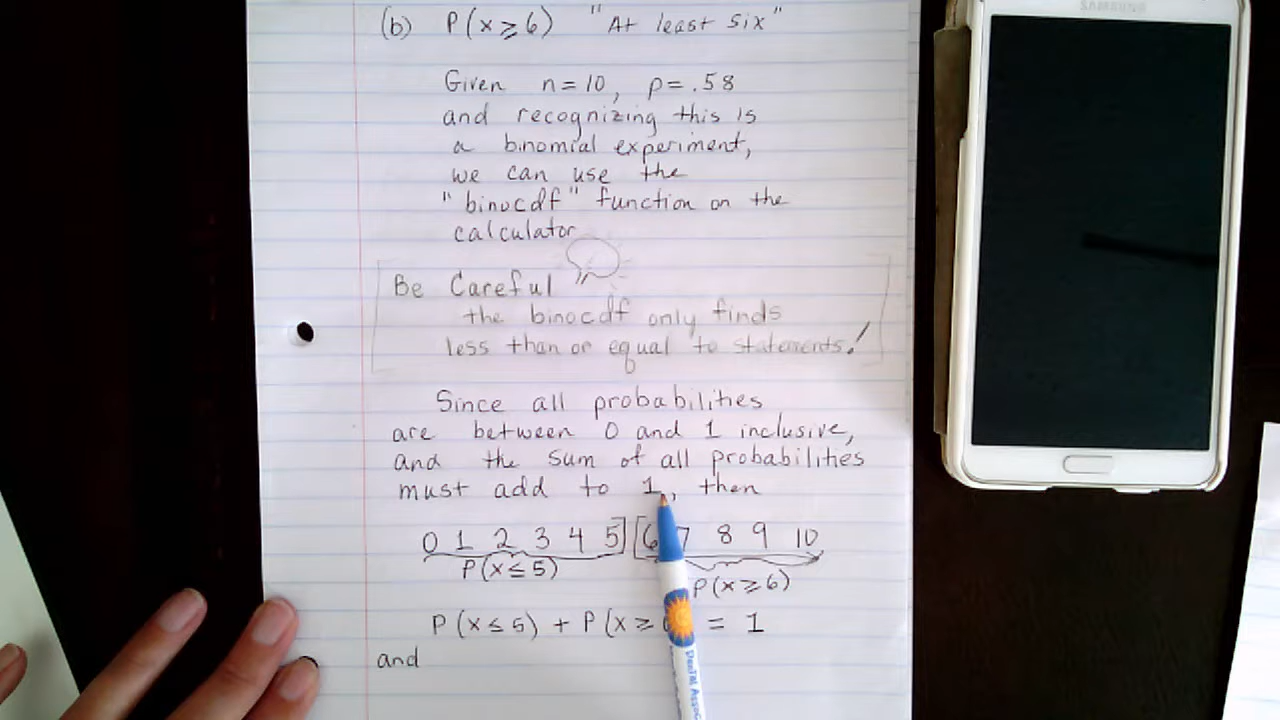 (b) P(x ≥ 6) "At least six"
Given n = 10, p = .58
and recognizing this is
a binomial experiment,
we can use the
"binocdf" function on the
calculator
Be Careful
the binocdf only finds
less than or equal to statements!
Since all probabilities
are between 0 and 1 inclusive,
and the sum of all probabilities
must add to 1, then
0 1 2 3 4 5] [6 7 8 9 10
P(x ≤ 5)
P(x ≥ 6)
P(x ≤ 5) + P(x ≥ = 1
and
SAMSUNG